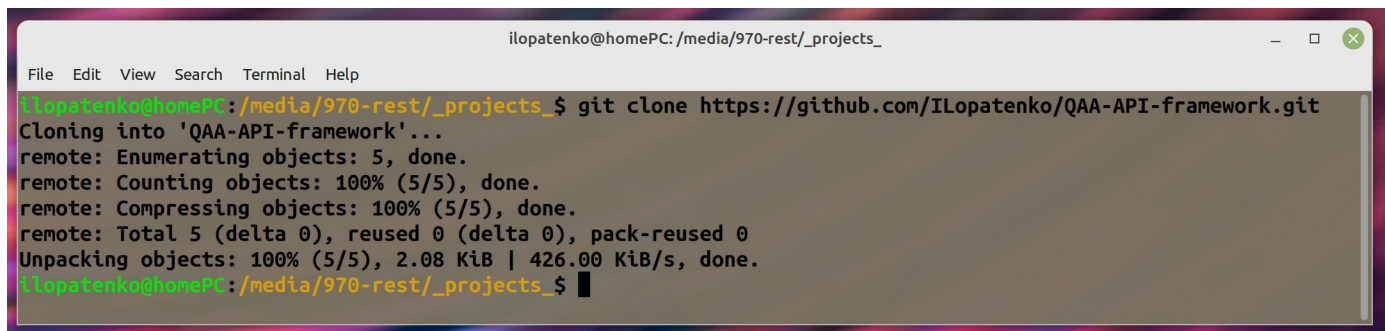 ilopatenko@homePC: /media/970-rest/_projects_
File Edit View Search Terminal Help
ilopatenko@homePC:/media/970-rest/_projects_$ git clone https://github.com/ILopatenko/QAA-API-framework.git
Cloning into 'QAA-API-framework'...
remote: Enumerating objects: 5, done.
remote: Counting objects: 100% (5/5), done.
remote: Compressing objects: 100% (5/5), done.
remote: Total 5 (delta 0), reused 0 (delta 0), pack-reused 0
Unpacking objects: 100% (5/5), 2.08 KiB | 426.00 KiB/s, done.
ilopatenko@homePC:/media/970-rest/_projects_$